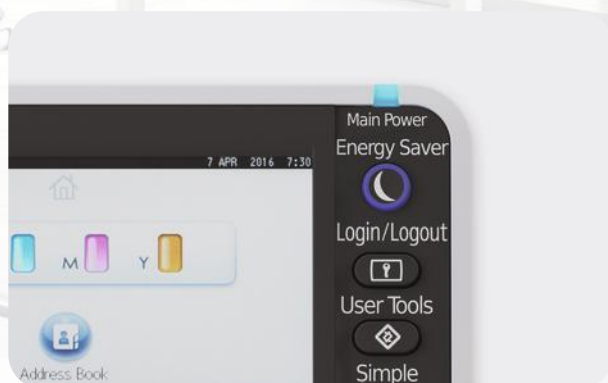 Main Power
Energy Saver
7 APR 2016 7:30
Login/Logout
M Y
User Tools
Address Book
Simple